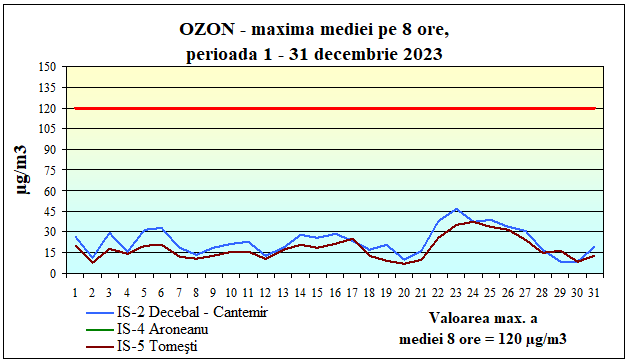 OZON - maxima mediei pe 8 ore,
perioada 1 - 31 decembrie 2023
µg/m3
150
135
120
105
90
75
60
45
30
15
0
1 2 3 4 5 6 7 8 9 10 11 12 13 14 15 16 17 18 19 20 21 22 23 24 25 26 27 28 29 30 31
IS-2 Decebal - Cantemir
IS-4 Aroneanu
IS-5 Tomeşti
Valoarea max. a
mediei 8 ore = 120 µg/m3